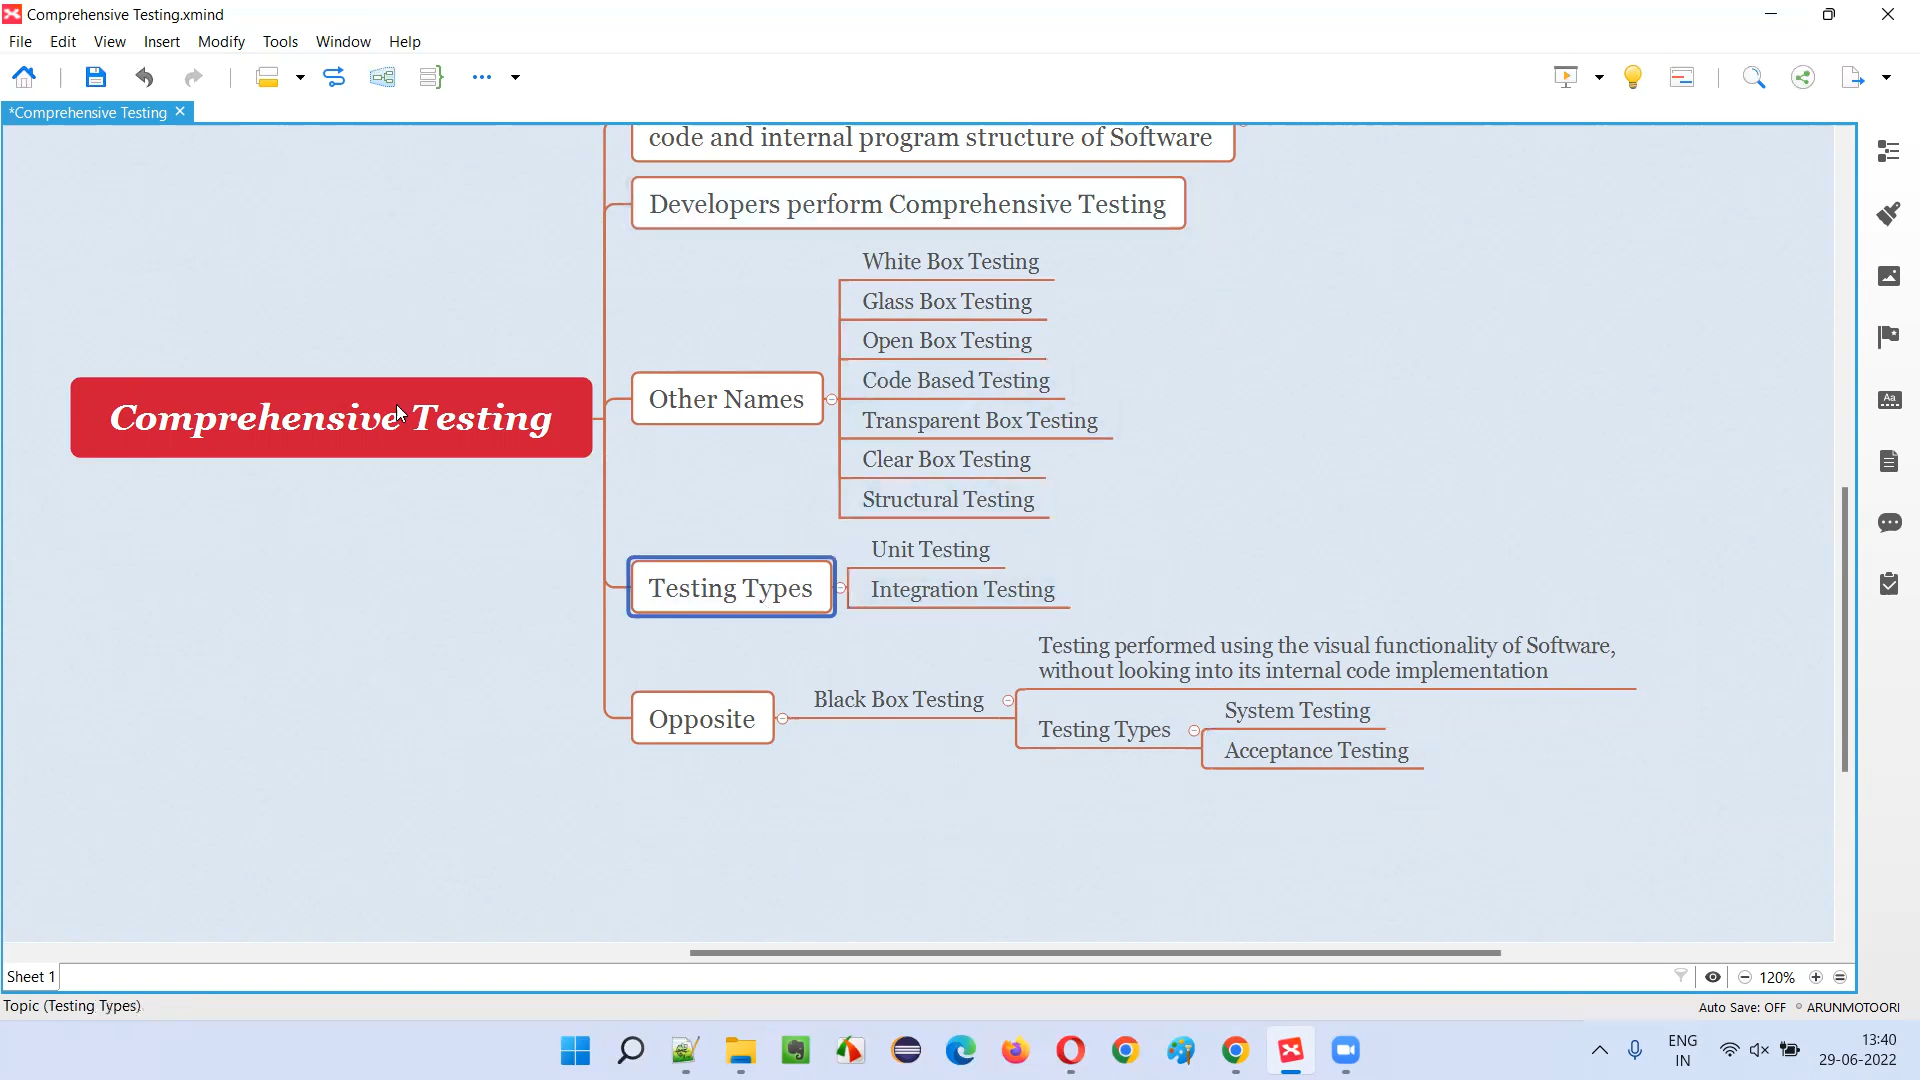 Comprehensive Testing.xmind
File Edit View Insert Modify Tools Window Help
*Comprehensive Testing
code and internal program structure of Software
Developers perform Comprehensive Testing
Comprehensive Testing
Other Names
White Box Testing
Glass Box Testing
Open Box Testing
Code Based Testing
Transparent Box Testing
Clear Box Testing
Structural Testing
Testing Types
Unit Testing
Integration Testing
Opposite
Black Box Testing
Testing performed using the visual functionality of Software,
without looking into its internal code implementation
Testing Types
System Testing
Acceptance Testing
Aa
Sheet 1
120%
Topic (Testing Types)
Auto Save: OFF ARUNMOTOORI
ENG
IN
13:40
29-06-2022